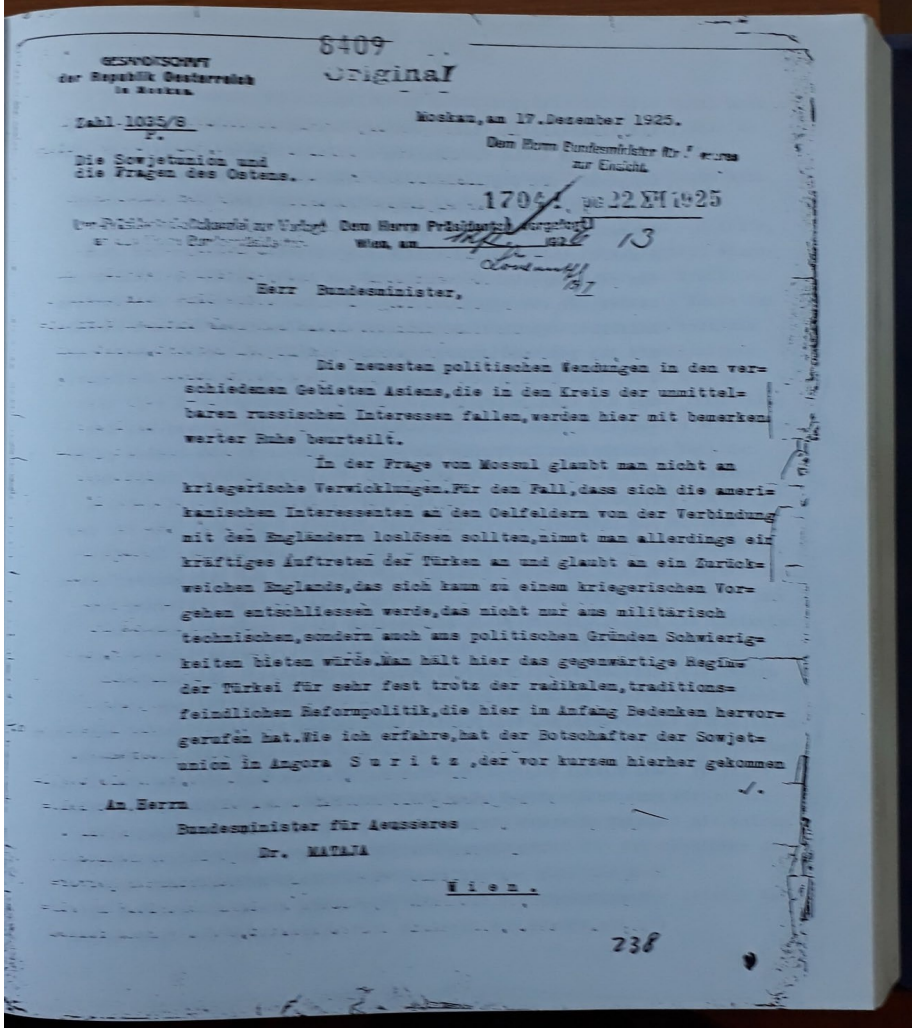 8409
GESANDTSCHAFT
der Republik Oesterreich
in Moskau
Original
Zahl 1035/8
P.
Moskau,am 17.Dezember 1925.
Dem Herrn Bundesminister für
zur Einsicht.
Die Sowjetunion und
die Fragen des Ostens.
22 XII 1925
Dem Herrn Präsidenten vorgelegt
Wien, am
13
Herr Bundesminister,
Die neuesten politischen Wendungen in den ver=
schiedenen Gebieten Asiens,die in den Kreis der unmittel=
baren russischen Interessen fallen,werden hier mit bemerkens
werter Ruhe beurteilt.
In der Frage von Mossul glaubt man nicht an
kriegerische Verwicklungen.Für den Fall,dass sich die ameri=
kanischen Interessenten an den Oelfeldern von der Verbindung
mit den Engländern loslösen sollten,nimmt man allerdings ein
kräftiges Auftreten der Türken an und glaubt an ein Zurück=
weichen Englands,das sich kaum zu einem kriegerischen Vor=
gehen entschliessen werde,das nicht nur aus militärisch
technischen,sondern auch aus politischen Gründen Schwierig=
keiten bieten würde.Man hält hier das gegenwärtige Regime
der Türkei für sehr fest trotz der radikalen,traditions=
feindlichen Reformpolitik,die hier im Anfang Bedenken hervor=
gerufen hat.Wie ich erfahre,hat der Botschafter der Sowjet=
union in Angora S u r i t z ,der vor kurzem hierher gekommen
./.
An Herrn
Bundesminister für Aeusseres
Dr. MATAJA
W i e n .
238